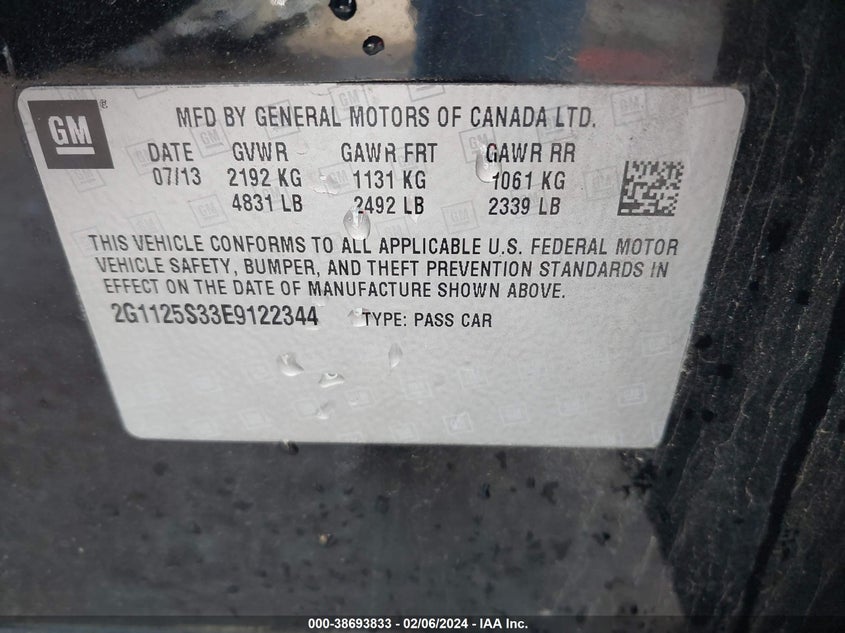 GM
MFD BY GENERAL MOTORS OF CANADA LTD.
DATE GVWR GAWR FRT GAWR RR
07/13 2192 KG 1131 KG 1061 KG
4831 LB 2492 LB 2339 LB
THIS VEHICLE CONFORMS TO ALL APPLICABLE U.S. FEDERAL MOTOR
VEHICLE SAFETY, BUMPER, AND THEFT PREVENTION STANDARDS IN
EFFECT ON THE DATE OF MANUFACTURE SHOWN ABOVE.
2G1125S33E9122344 TYPE: PASS CAR
000-38693833 - 02/06/2024 - IAA Inc.